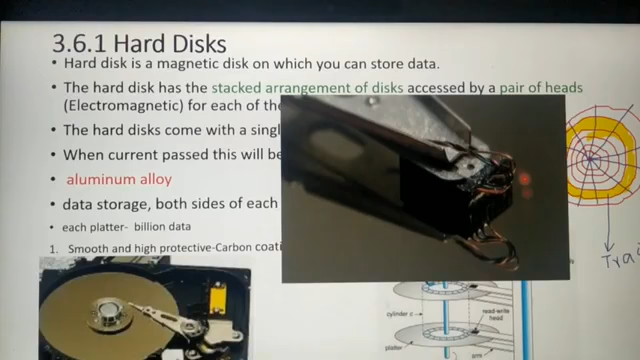 3.6.1 Hard Disks
• Hard disk is a magnetic disk on which you can store data.
• The hard disk has the stacked arrangement of disks accessed by a pair of heads
(Electromagnetic) for each of the
• The hard disks come with a singl
• When current passed this will be
• aluminum alloy
• data storage, both sides of each
• each platter- billion data
1. Smooth and high protective-Carbon coati
Tra
cylinder c
read-write
head
platter
arm